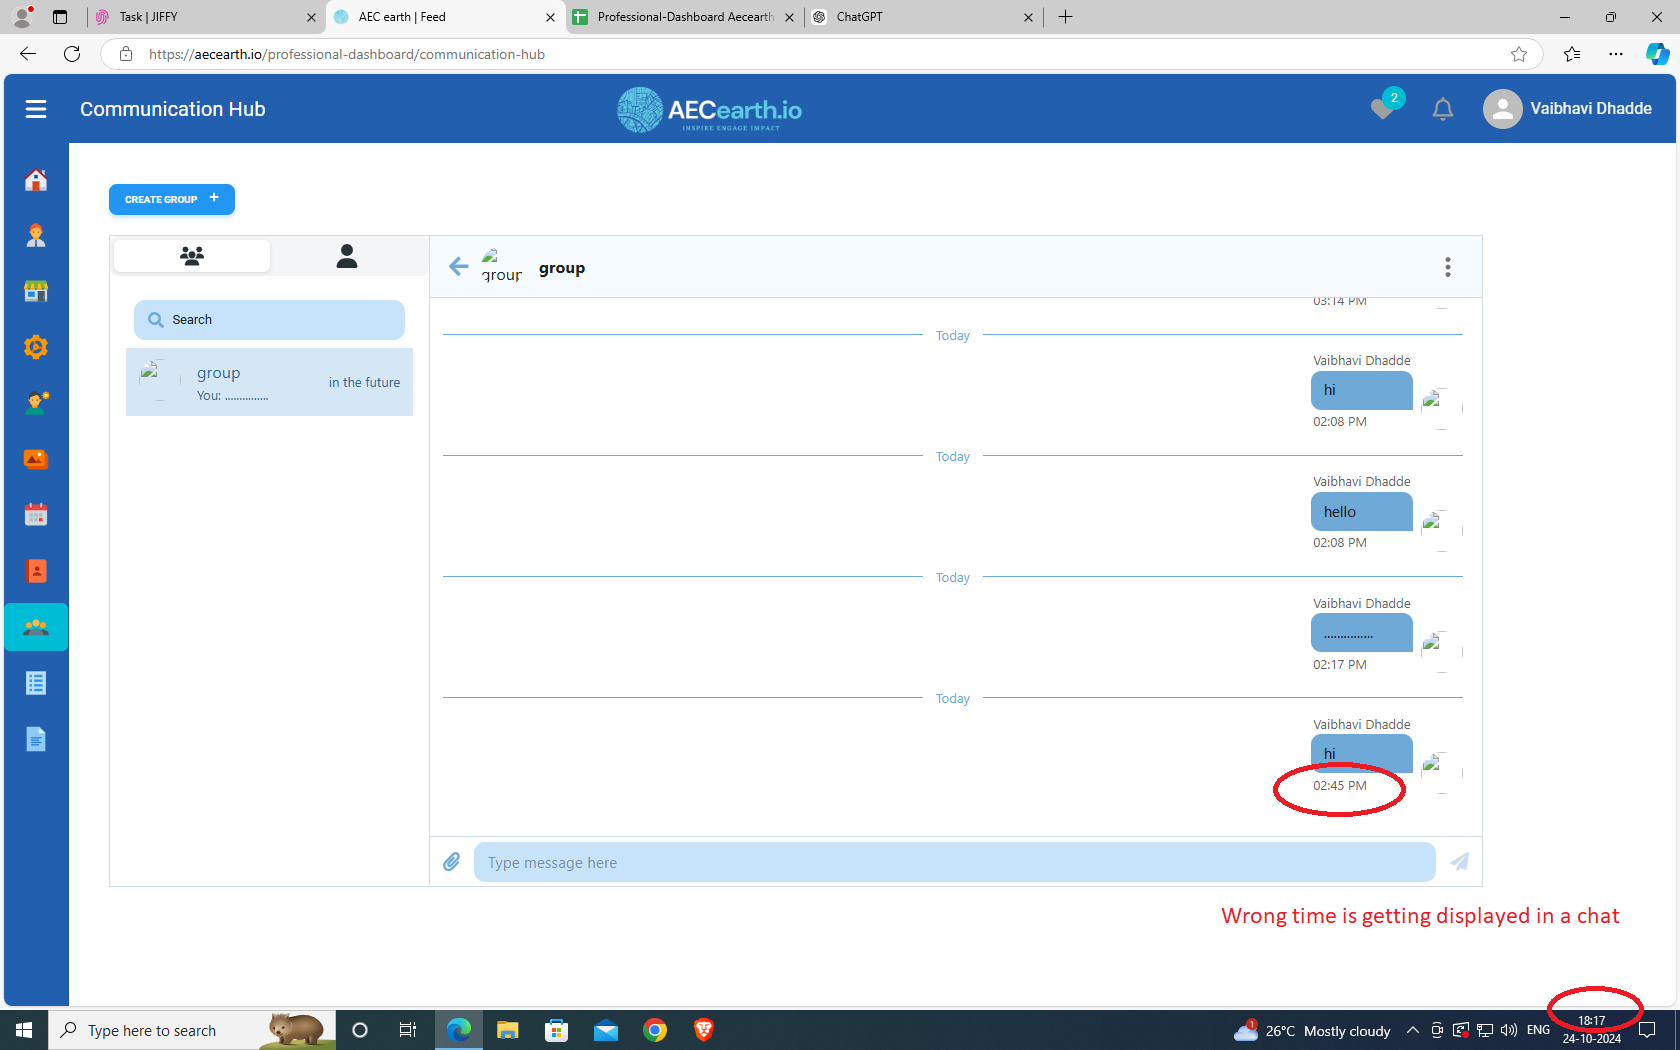 Task | JIFFY
AEC earth | Feed
Professional-Dashboard Aecearth
ChatGPT
https://aecearth.io/professional-dashboard/communication-hub
Communication Hub
AECearth.io
INSPIRE ENGAGE IMPACT
2
Vaibhavi Dhadde
CREATE GROUP +
group
group
03:14 PM
Search
Today
Vaibhavi Dhadde
hi
02:08 PM
group
in the future
You: ...............
Today
Vaibhavi Dhadde
hello
02:08 PM
Today
Vaibhavi Dhadde
...............
02:17 PM
Today
Vaibhavi Dhadde
hi
02:45 PM
Type message here
Wrong time is getting displayed in a chat
Type here to search
1
26°C Mostly cloudy
ENG
18:17
24-10-2024